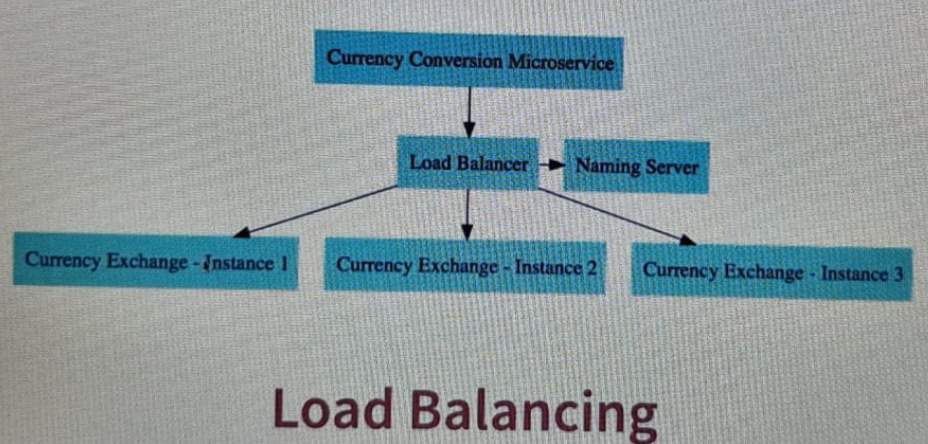 Currency Conversion Microservice
Load Balancer
Naming Server
Currency Exchange - Instance 1
Currency Exchange - Instance 2
Currency Exchange - Instance 3
Load Balancing